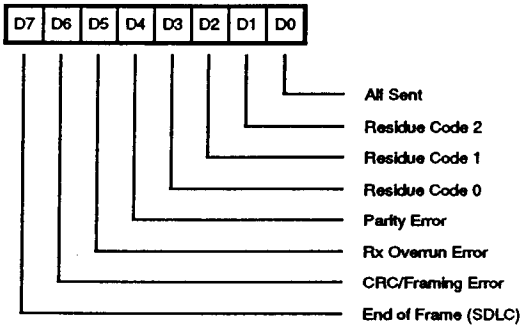 D7 D6 D5 D4 D3 D2 D1 D0
All Sent
Residue Code 2
Residue Code 1
Residue Code 0
Parity Error
Rx Overrun Error
CRC/Framing Error
End of Frame (SDLC)